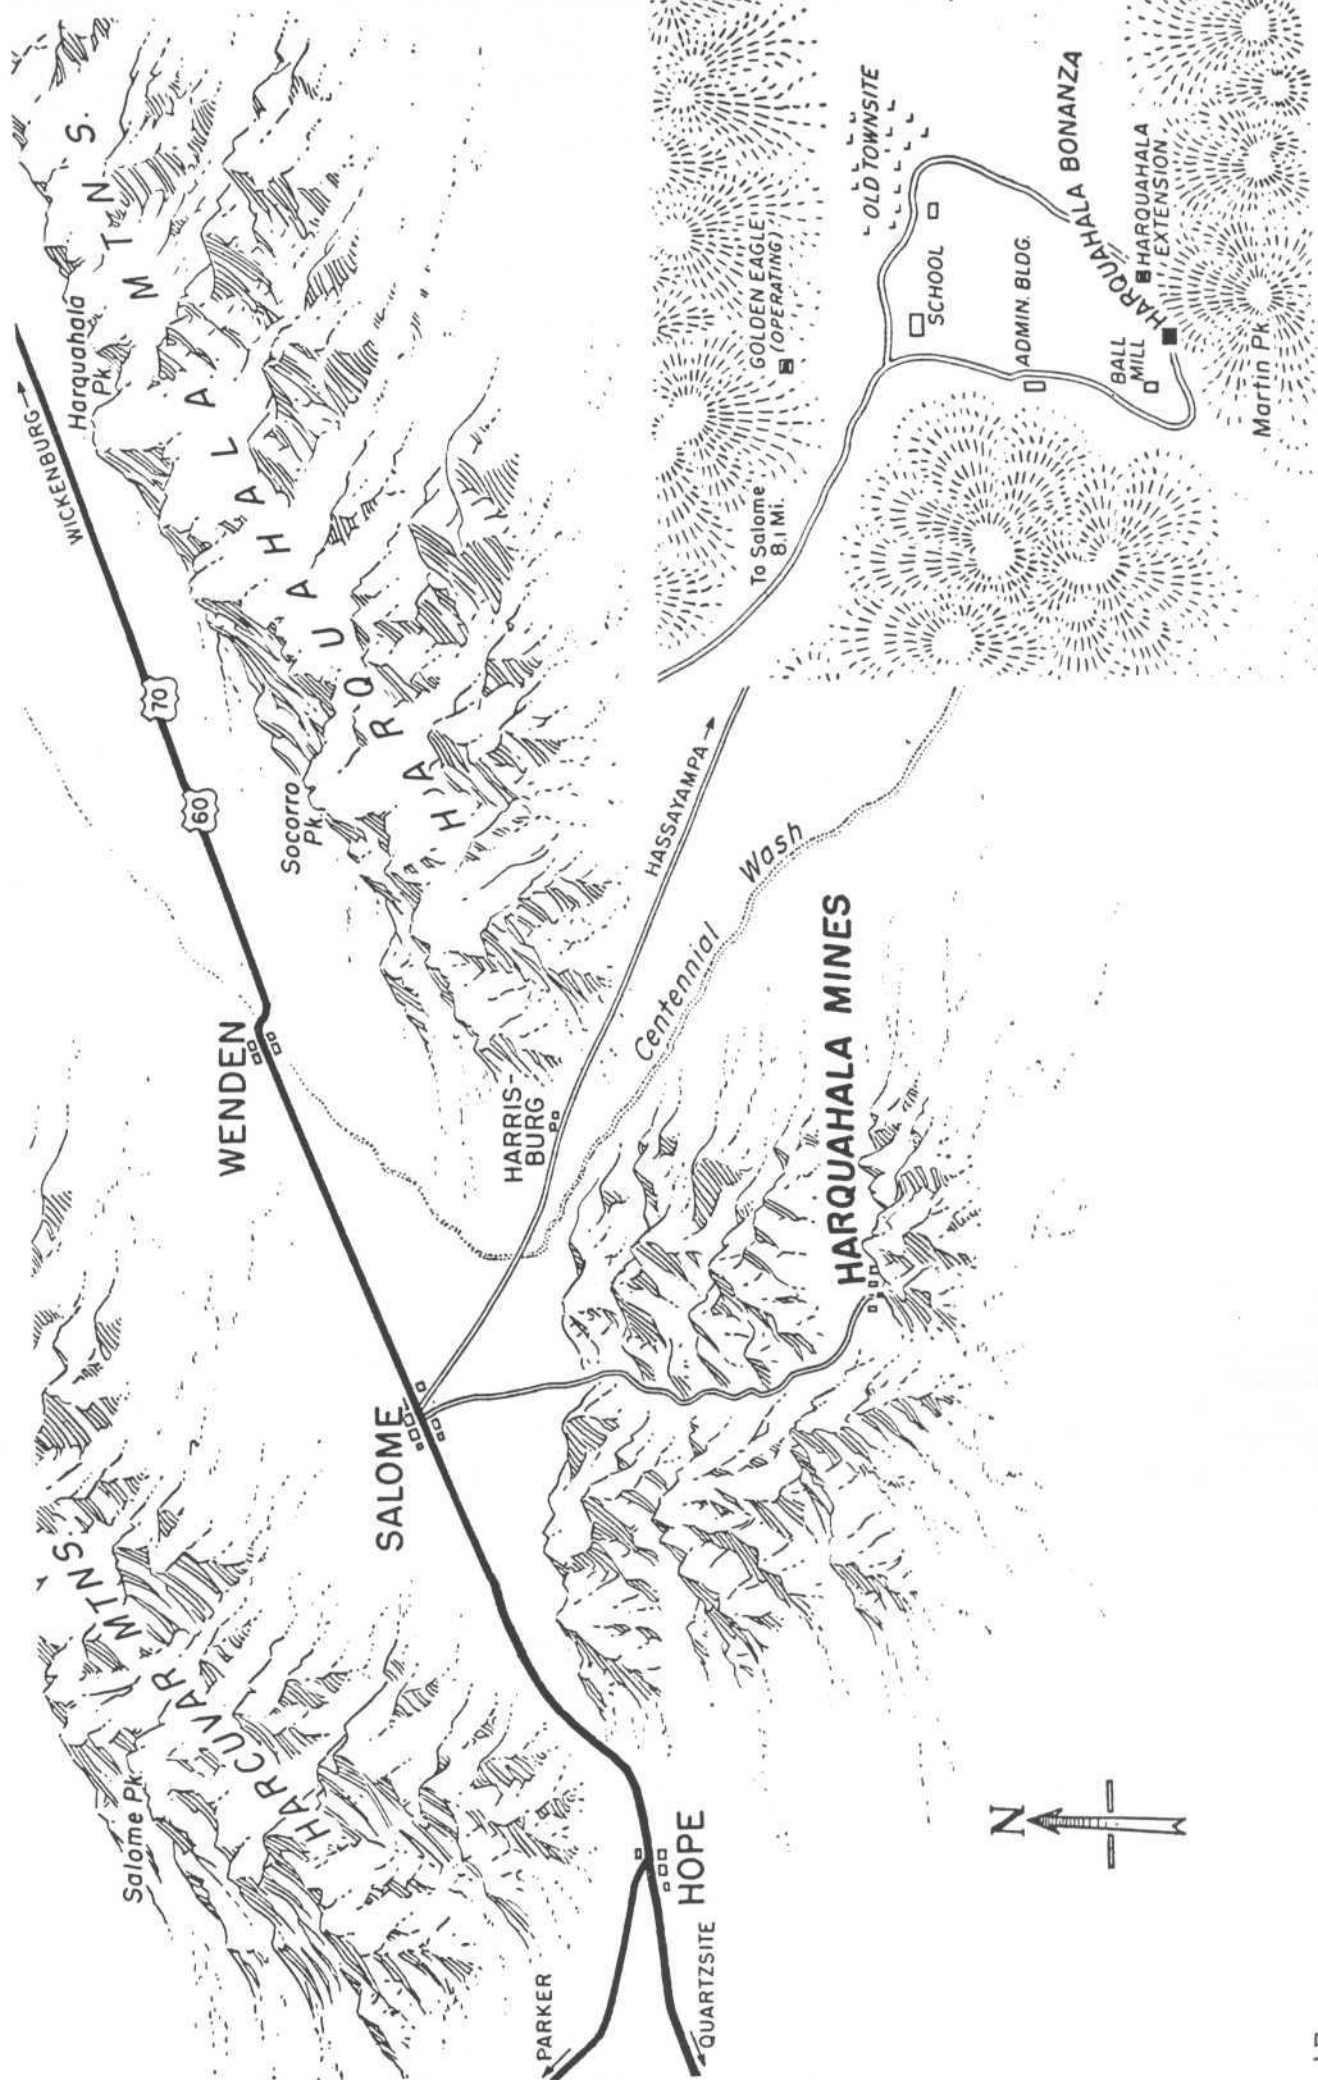 HARCUVAR MTNS.
Salome Pk.
PARKER
QUARTZSITE
HOPE
SALOME
WENDEN
60
70
WICKENBURG
Harquahala
Pk.
HARQUAHALA MTNS.
Socorro
Pk.
HARRIS-
BURG
HASSAYAMPA
Centennial Wash
HARQUAHALA MINES
N
To Salome
8.1 Mi.
GOLDEN EAGLE
(OPERATING)
OLD TOWNSITE
SCHOOL
ADMIN. BLDG.
BALL
MILL
HARQUAHALA BONANZA
HARQUAHALA
EXTENSION
Martin Pk